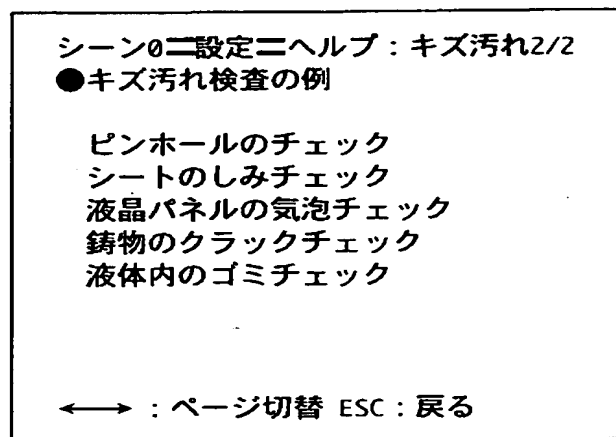 シーン0=設定=ヘルプ:キズ汚れ2/2
●キズ汚れ検査の例
ピンホールのチェック
シートのしみチェック
液晶パネルの気泡チェック
鋳物のクラックチェック
液体内のゴミチェック
←→:ページ切替 ESC:戻る